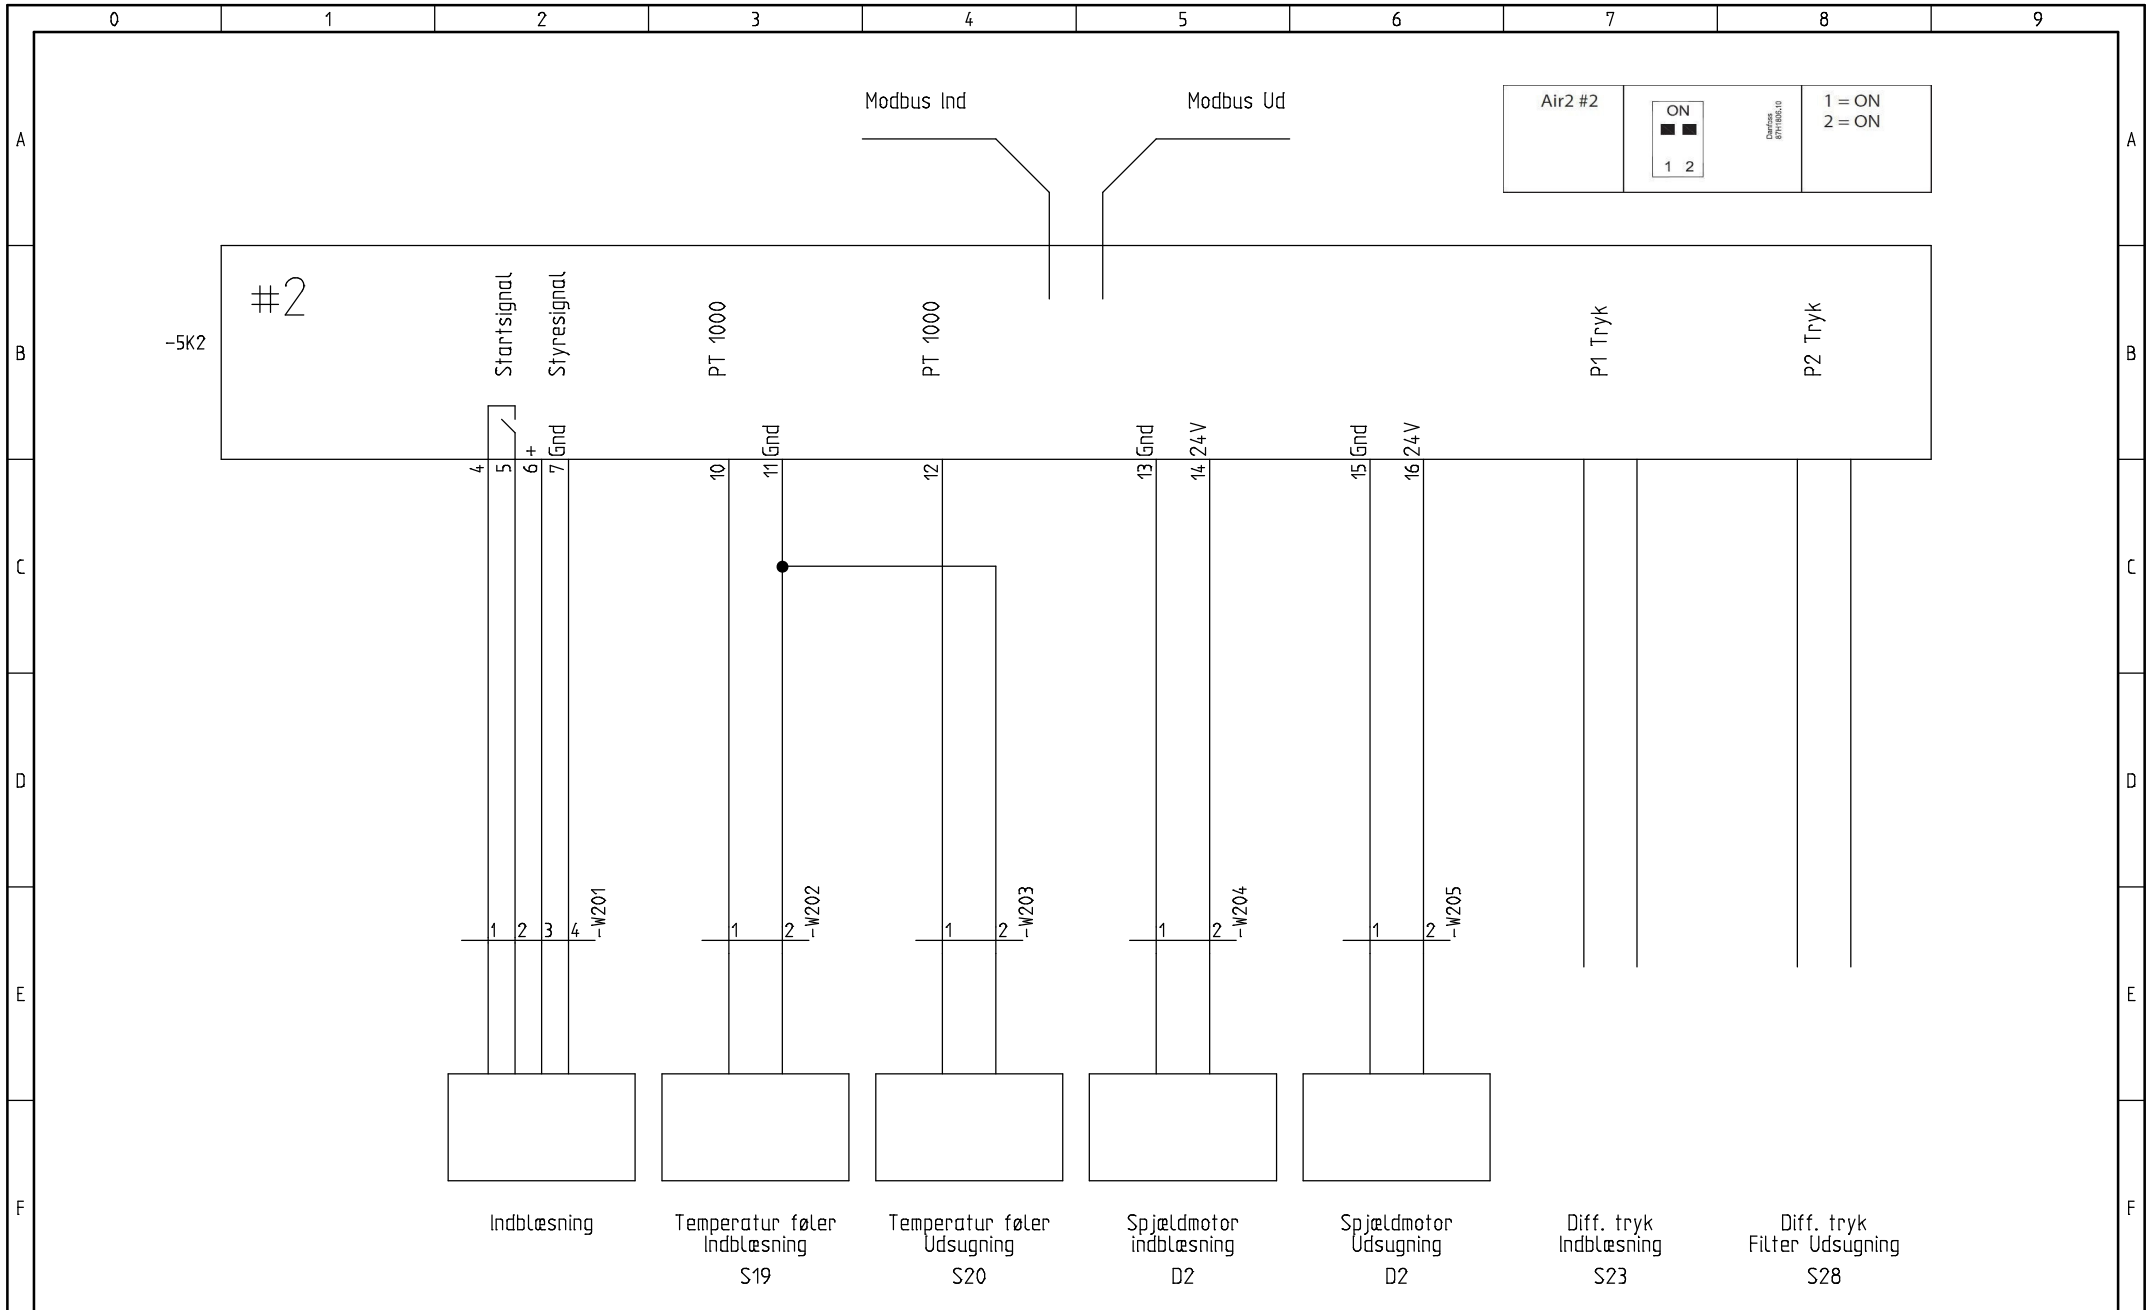 0 1 2 3 4 5 6 7 8 9
Modbus Ind
Modbus Ud
Air2 #2
ON
1 2
Danfoss
87H1806.10
1 = ON
2 = ON
A
A
#2
-5K2
Startsignal
Styresignal
PT 1000
PT 1000
P1 Tryk
P2 Tryk
B
B
4
5
6 +
7 Gnd
10
11 Gnd
12
13 Gnd
14 24V
15 Gnd
16 24V
C
C
D
D
1 2 3 4 -W201
1 2 -W202
1 2 -W203
1 2 -W204
1 2 -W205
E
E
F
F
Indblæsning
Temperatur føler
Indblæsning
S19
Temperatur føler
Udsugning
S20
Spjældmotor
indblæsning
D2
Spjældmotor
Udsugning
D2
Diff. tryk
Indblæsning
S23
Diff. tryk
Filter Udsugning
S28